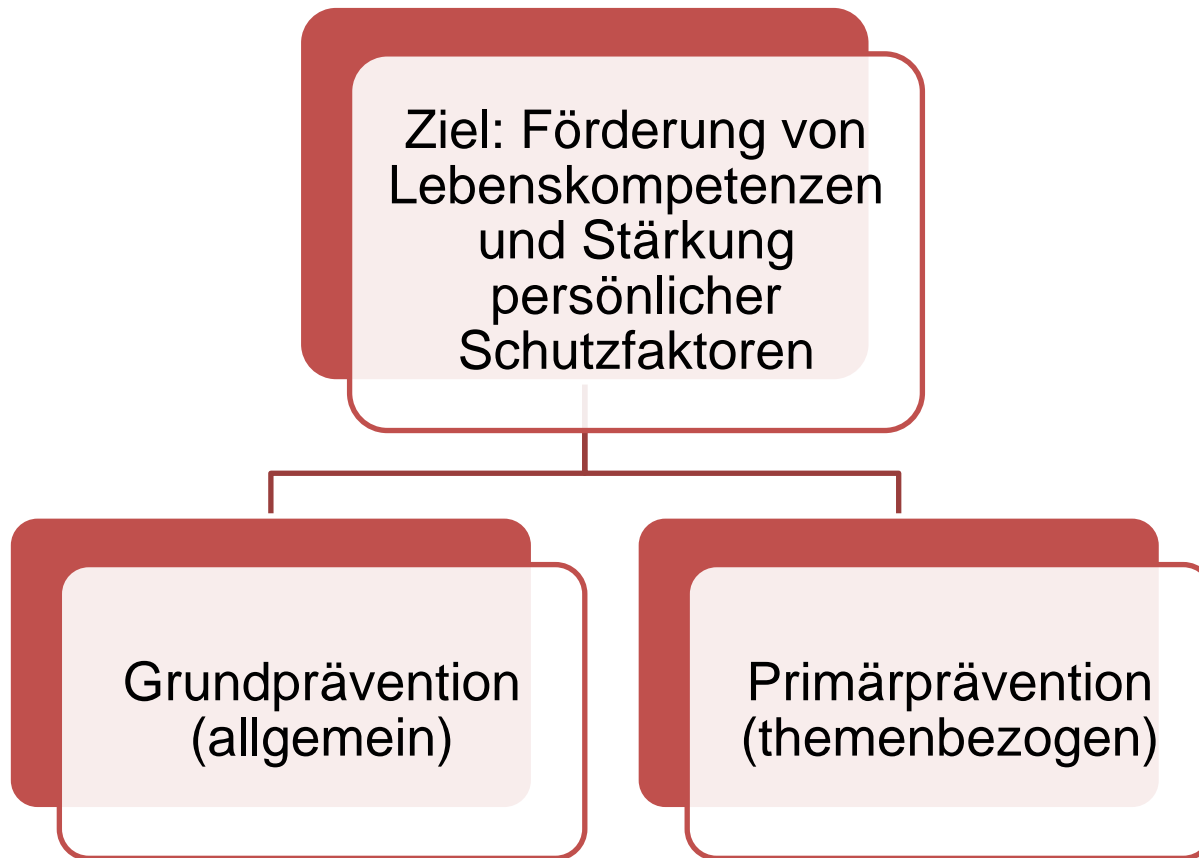 Ziel: Förderung von
Lebenskompetenzen
und Stärkung
persönlicher
Schutzfaktoren
Grundprävention
(allgemein)
Primärprävention
(themenbezogen)